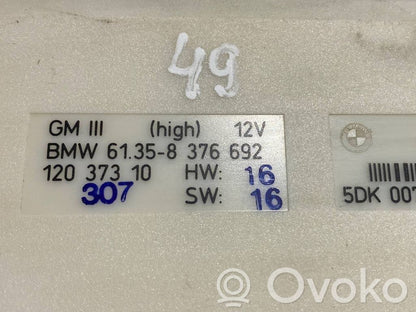 49
GM III (high) 12V
BMW 61.35-8 376 692
120 373 10 HW: 16
307 SW: 16
5DK 007
Ovoko